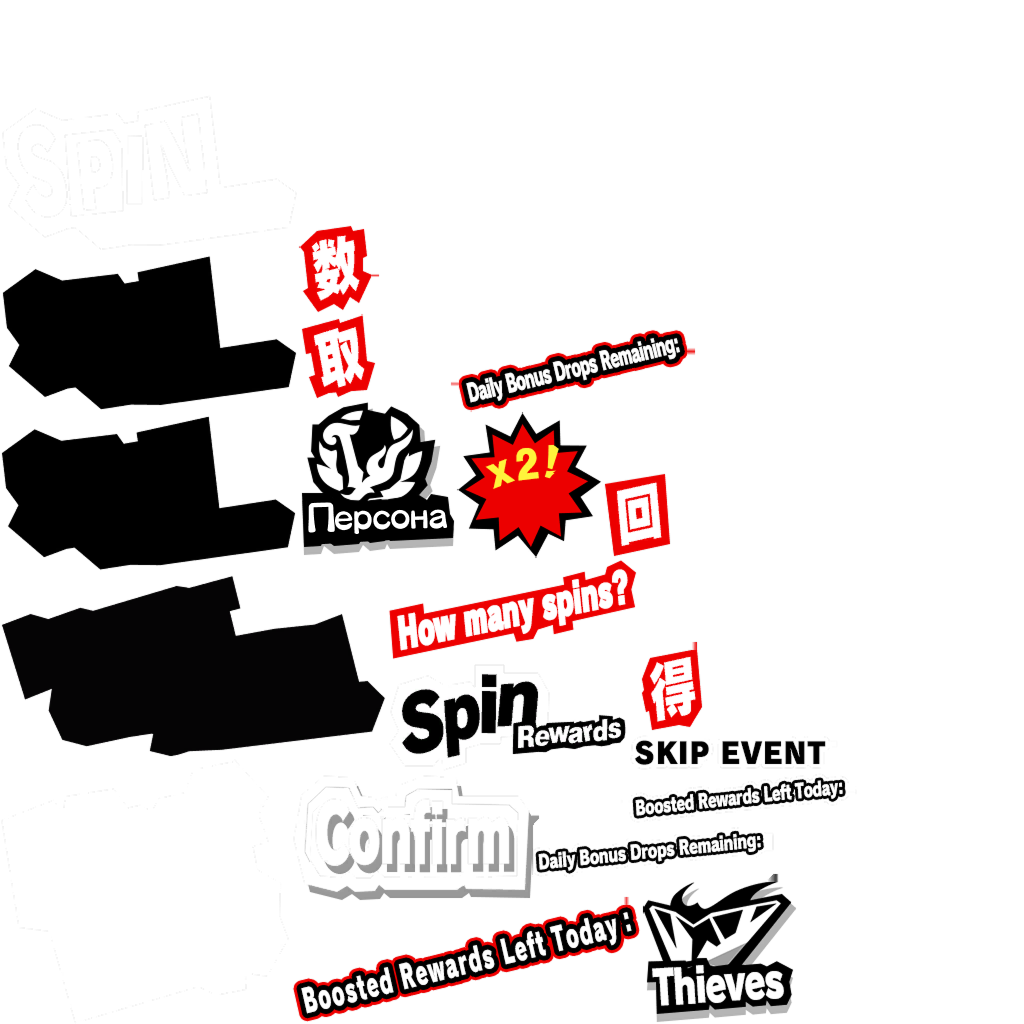 SPiN
数
取
Daily Bonus Drops Remaining:
x2!
Персона
回
How many spins?
得
Spin
Rewards
SKIP EVENT
Boosted Rewards Left Today:
Confirm
Daily Bonus Drops Remaining:
Boosted Rewards Left Today :
Thieves